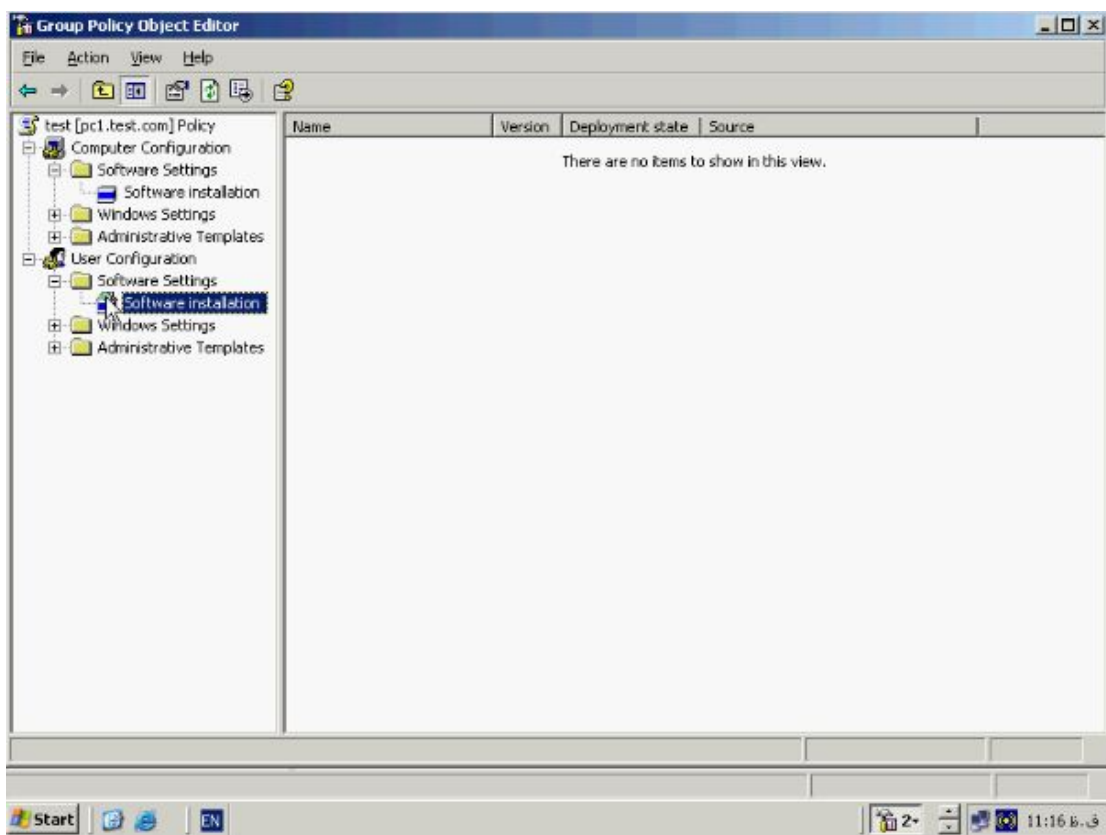 Group Policy Object Editor
File Action View Help
test [pc1.test.com] Policy
Computer Configuration
Software Settings
Software installation
Windows Settings
Administrative Templates
User Configuration
Software Settings
Software installation
Windows Settings
Administrative Templates
Name Version Deployment state Source
There are no items to show in this view.
Start EN 2 11:16 ق.ظ